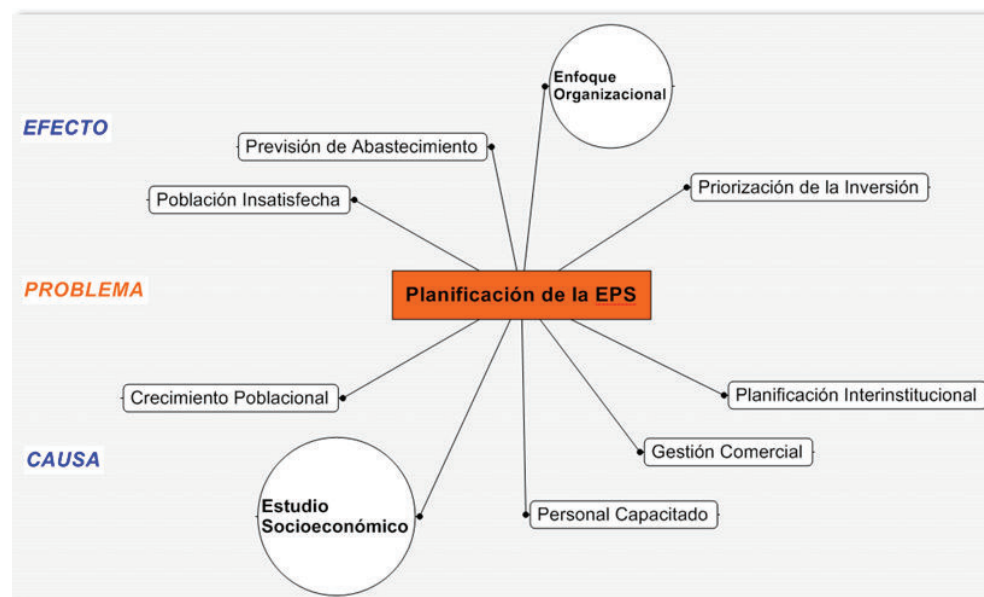 Enfoque
Organizacional
EFECTO
Previsión de Abastecimiento
Priorización de la Inversión
Población Insatisfecha
PROBLEMA
Planificación de la EPS
Crecimiento Poblacional
Planificación Interinstitucional
CAUSA
Gestión Comercial
Estudio
Socioeconómico
Personal Capacitado